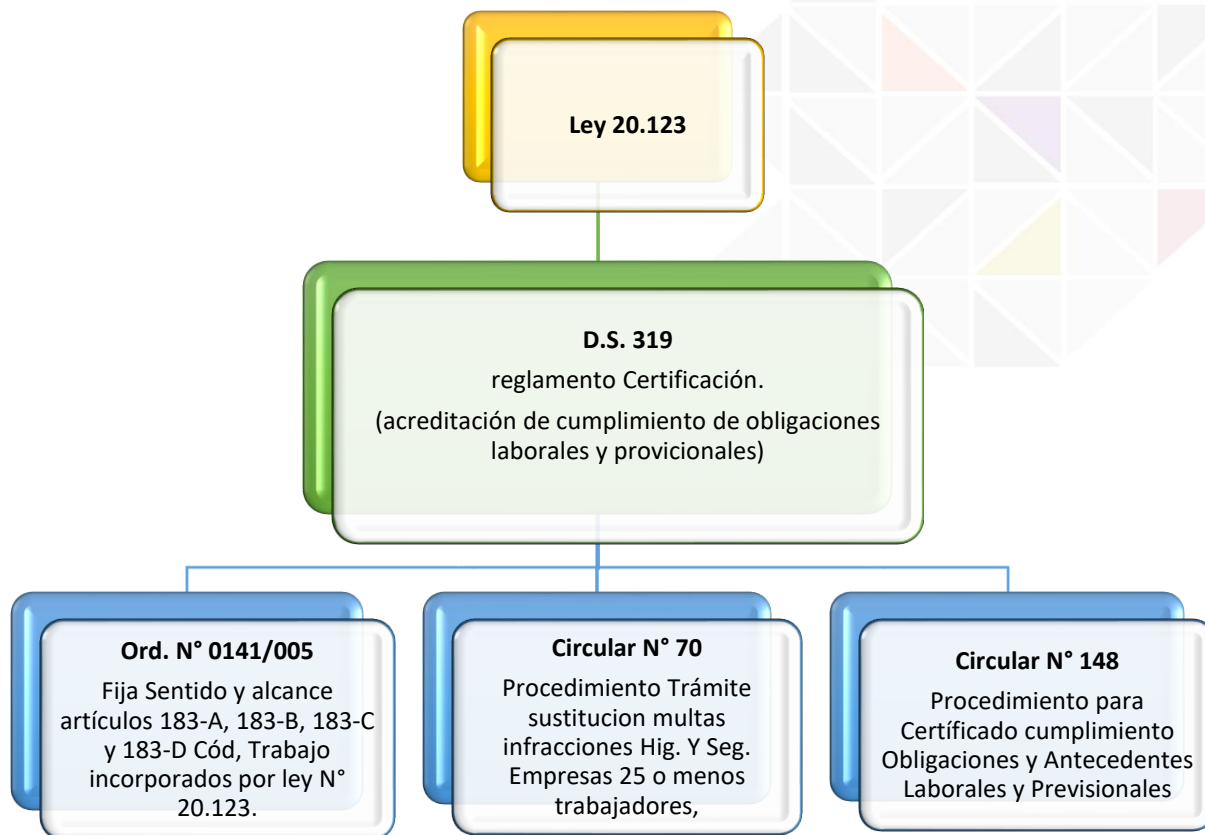 Ley 20.123
D.S. 319
reglamento Certificación.
(acreditación de cumplimiento de obligaciones
laborales y provicionales)
Ord. N° 0141/005
Fija Sentido y alcance
artículos 183-A, 183-B, 183-C
y 183-D Cód, Trabajo
incorporados por ley N°
20.123.
Circular N° 70
Procedimiento Trámite
sustitucion multas
infracciones Hig. Y Seg.
Empresas 25 o menos
trabajadores,
Circular N° 148
Procedimiento para
Certíficado cumplimiento
Obligaciones y Antecedentes
Laborales y Previsionales